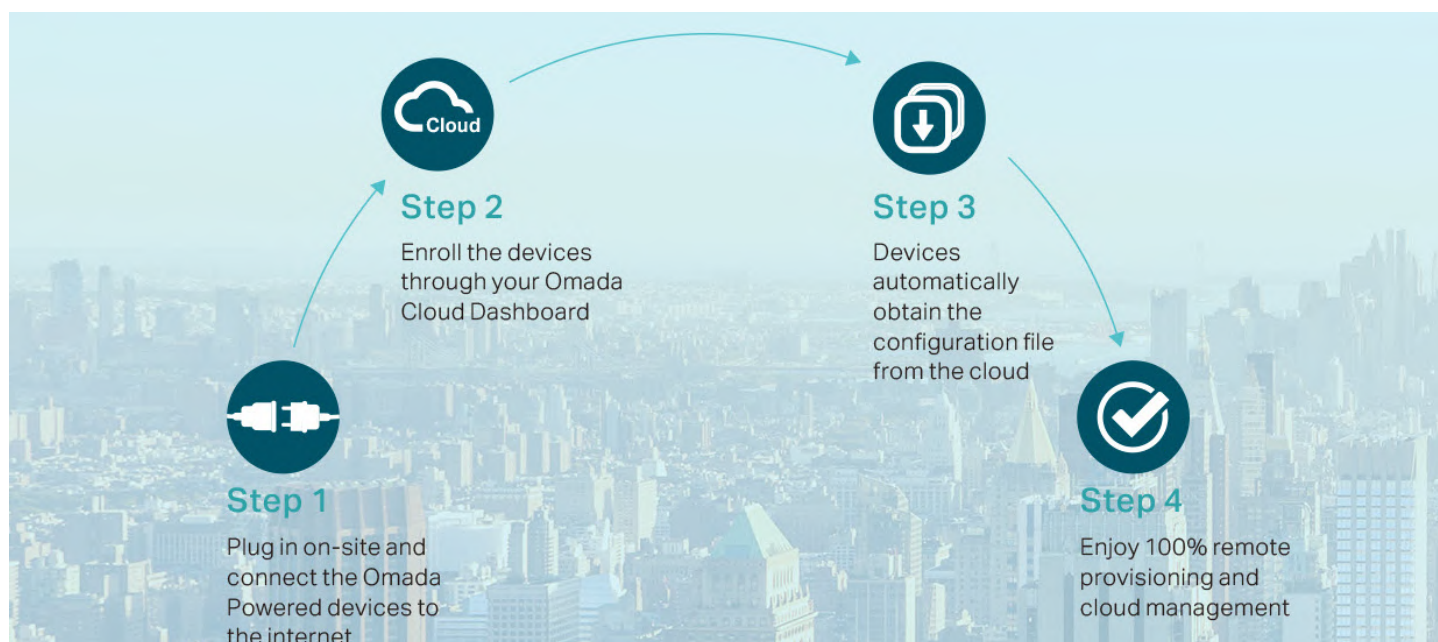 Cloud
Step 2
Enroll the devices
through your Omada
Cloud Dashboard
Step 3
Devices
automatically
obtain the
configuration file
from the cloud
Step 1
Plug in on-site and
connect the Omada
Powered devices to
the internet
Step 4
Enjoy 100% remote
provisioning and
cloud management